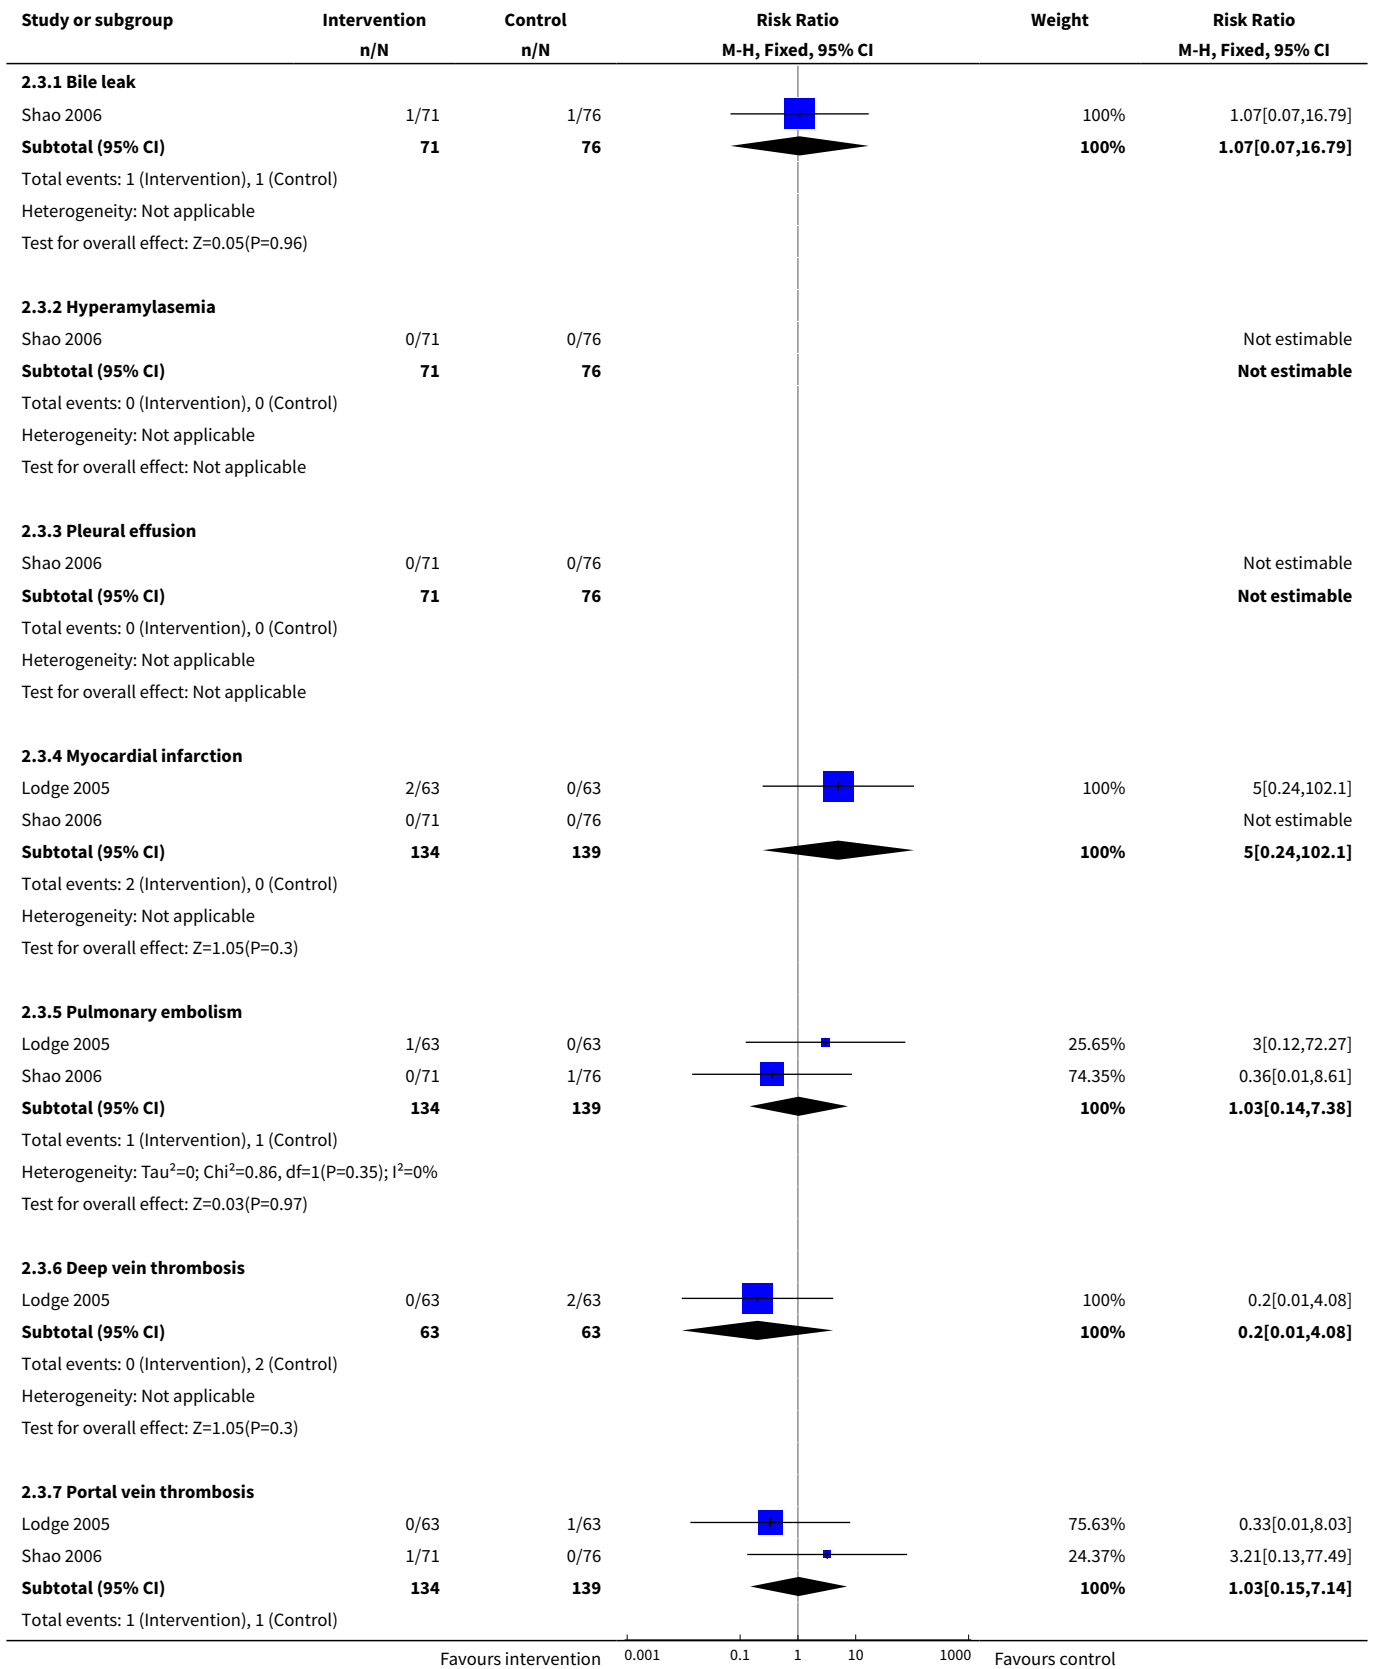 Study or subgroup Intervention Control Risk Ratio Weight Risk Ratio
n/N n/N M-H, Fixed, 95% CI M-H, Fixed, 95% CI
2.3.1 Bile leak
Shao 2006 1/71 1/76 100% 1.07[0.07,16.79]
Subtotal (95% CI) 71 76 100% 1.07[0.07,16.79]
Total events: 1 (Intervention), 1 (Control)
Heterogeneity: Not applicable
Test for overall effect: Z=0.05(P=0.96)
2.3.2 Hyperamylasemia
Shao 2006 0/71 0/76 Not estimable
Subtotal (95% CI) 71 76 Not estimable
Total events: 0 (Intervention), 0 (Control)
Heterogeneity: Not applicable
Test for overall effect: Not applicable
2.3.3 Pleural effusion
Shao 2006 0/71 0/76 Not estimable
Subtotal (95% CI) 71 76 Not estimable
Total events: 0 (Intervention), 0 (Control)
Heterogeneity: Not applicable
Test for overall effect: Not applicable
2.3.4 Myocardial infarction
Lodge 2005 2/63 0/63 100% 5[0.24,102.1]
Shao 2006 0/71 0/76 Not estimable
Subtotal (95% CI) 134 139 100% 5[0.24,102.1]
Total events: 2 (Intervention), 0 (Control)
Heterogeneity: Not applicable
Test for overall effect: Z=1.05(P=0.3)
2.3.5 Pulmonary embolism
Lodge 2005 1/63 0/63 25.65% 3[0.12,72.27]
Shao 2006 0/71 1/76 74.35% 0.36[0.01,8.61]
Subtotal (95% CI) 134 139 100% 1.03[0.14,7.38]
Total events: 1 (Intervention), 1 (Control)
Heterogeneity: Tau²=0; Chi²=0.86, df=1(P=0.35); I²=0%
Test for overall effect: Z=0.03(P=0.97)
2.3.6 Deep vein thrombosis
Lodge 2005 0/63 2/63 100% 0.2[0.01,4.08]
Subtotal (95% CI) 63 63 100% 0.2[0.01,4.08]
Total events: 0 (Intervention), 2 (Control)
Heterogeneity: Not applicable
Test for overall effect: Z=1.05(P=0.3)
2.3.7 Portal vein thrombosis
Lodge 2005 0/63 1/63 75.63% 0.33[0.01,8.03]
Shao 2006 1/71 0/76 24.37% 3.21[0.13,77.49]
Subtotal (95% CI) 134 139 100% 1.03[0.15,7.14]
Total events: 1 (Intervention), 1 (Control)
Favours intervention 0.001 0.1 1 10 1000 Favours control